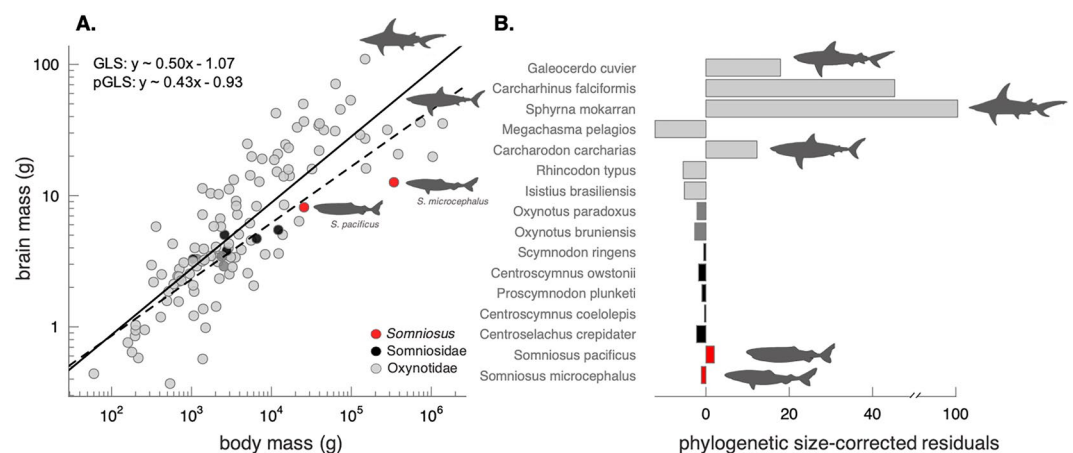 A.
GLS: y ~ 0.50x - 1.07
pGLS: y ~ 0.43x - 0.93
100
10
1
brain mass (g)
S. microcephalus
S. pacificus
Somniosus
Somniosidae
Oxynotidae
10² 10³ 10⁴ 10⁵ 10⁶
body mass (g)
B.
Galeocerdo cuvier
Carcharhinus falciformis
Sphyrna mokarran
Megachasma pelagios
Carcharodon carcharias
Rhincodon typus
Isistius brasiliensis
Oxynotus paradoxus
Oxynotus bruniensis
Scymnodon ringens
Centroscymnus owstonii
Proscymnodon plunketi
Centroscymnus coelolepis
Centroselachus crepidater
Somniosus pacificus
Somniosus microcephalus
0 20 40 100
phylogenetic size-corrected residuals